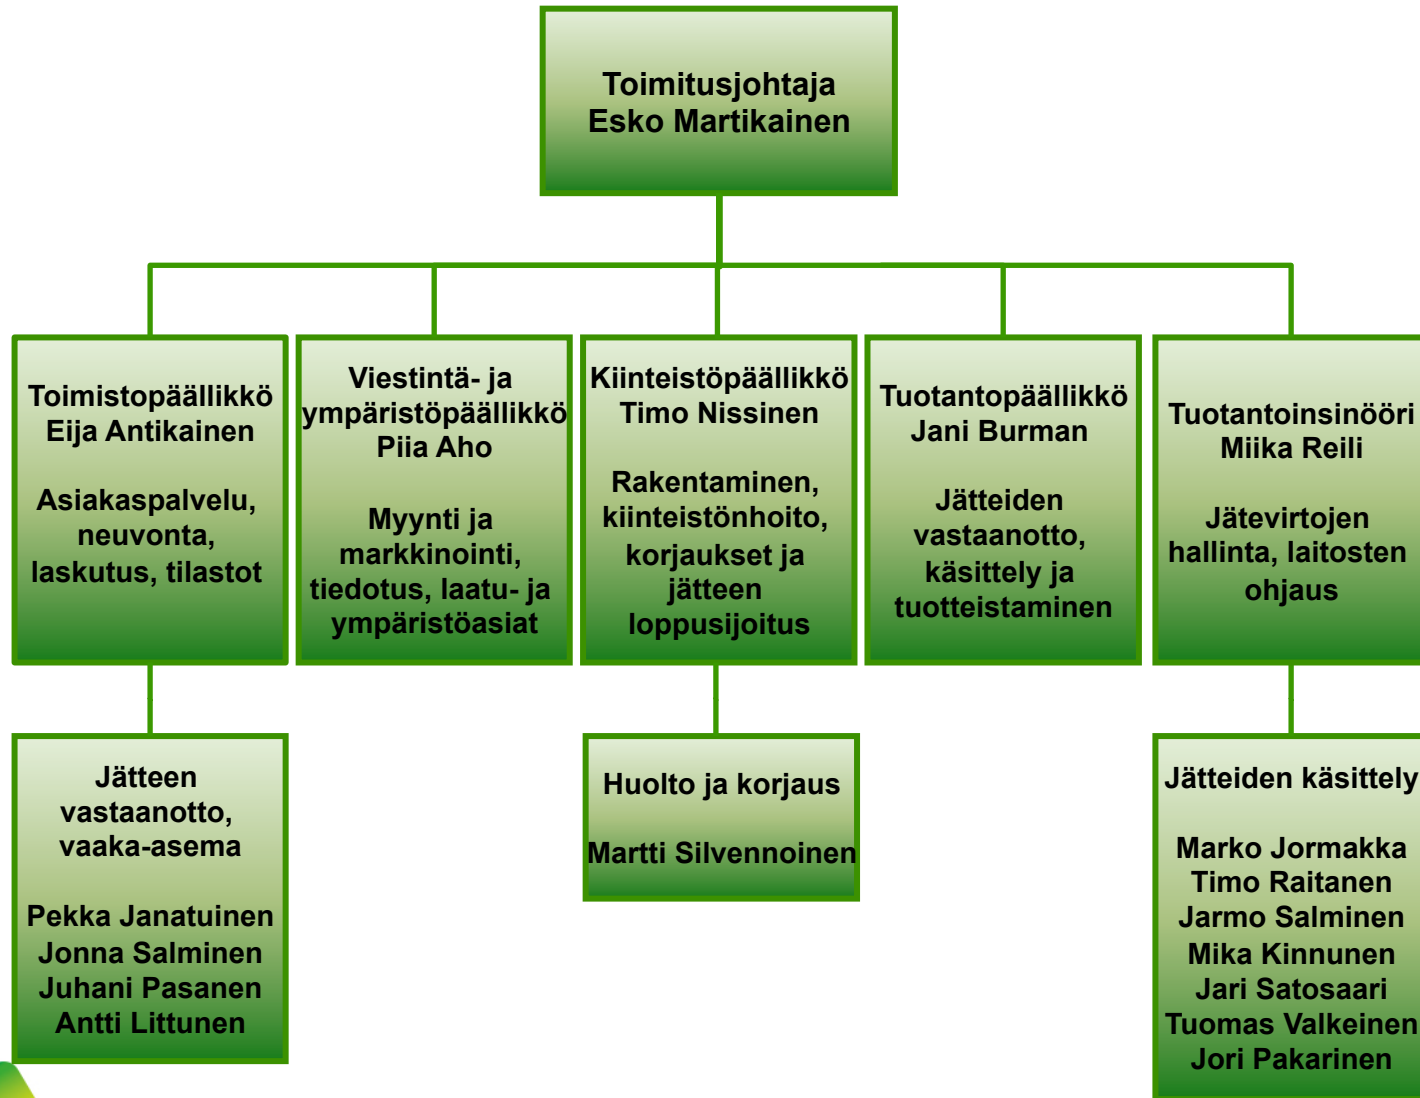 Toimitusjohtaja
Esko Martikainen
Toimistopäällikkö
Eija Antikainen
Asiakaspalvelu,
neuvonta,
laskutus, tilastot
Viestintä- ja
ympäristöpäällikkö
Piia Aho
Myynti ja
markkinointi,
tiedotus, laatu- ja
ympäristöasiat
Kiinteistöpäällikkö
Timo Nissinen
Rakentaminen,
kiinteistönhoito,
korjaukset ja
jätteen
loppusijoitus
Tuotantopäällikkö
Jani Burman
Jätteiden
vastaanotto,
käsittely ja
tuotteistaminen
Tuotantoinsinööri
Miika Reili
Jätevirtojen
hallinta, laitosten
ohjaus
Jätteen
vastaanotto,
vaaka-asema
Pekka Janatuinen
Jonna Salminen
Juhani Pasanen
Antti Littunen
Huolto ja korjaus
Martti Silvennoinen
Jätteiden käsittely
Marko Jormakka
Timo Raitanen
Jarmo Salminen
Mika Kinnunen
Jari Satosaari
Tuomas Valkeinen
Jori Pakarinen